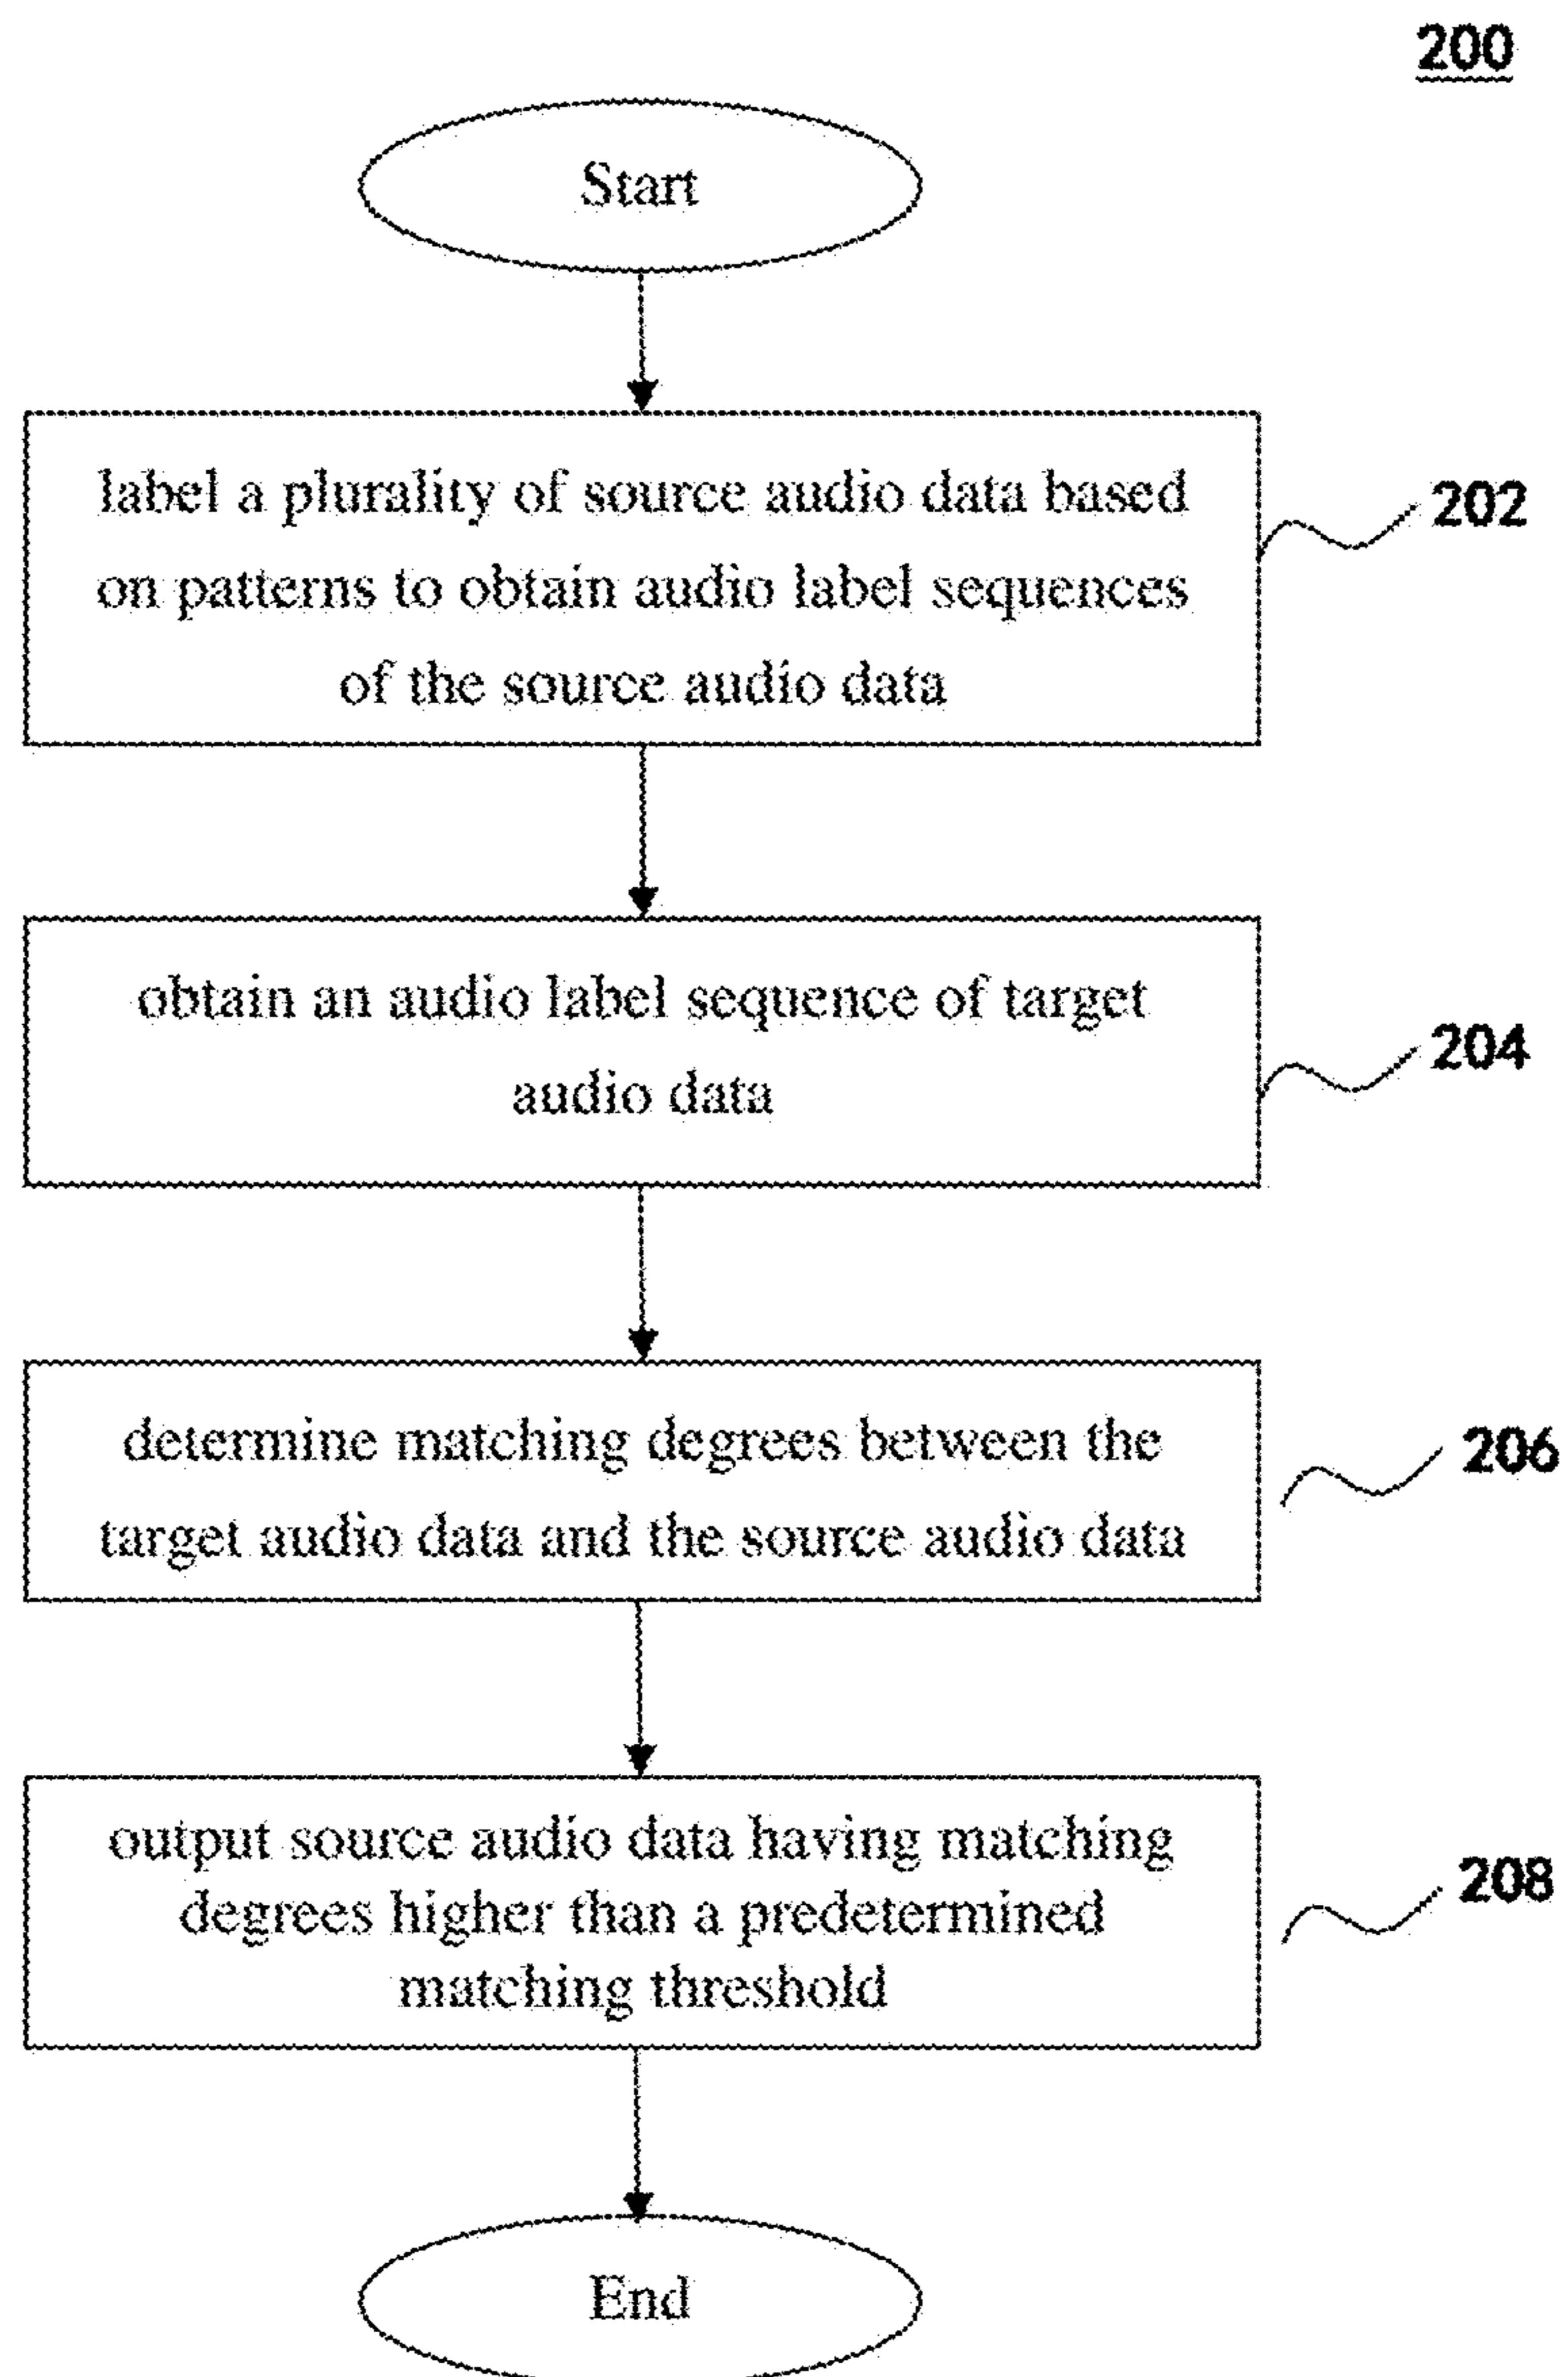 200
Start
label a plurality of source audio data based
on patterns to obtain audio label sequences
of the source audio data
202
obtain an audio label sequence of target
audio data
204
determine matching degrees between the
target audio data and the source audio data
206
output source audio data having matching
degrees higher than a predetermined
matching threshold
208
End